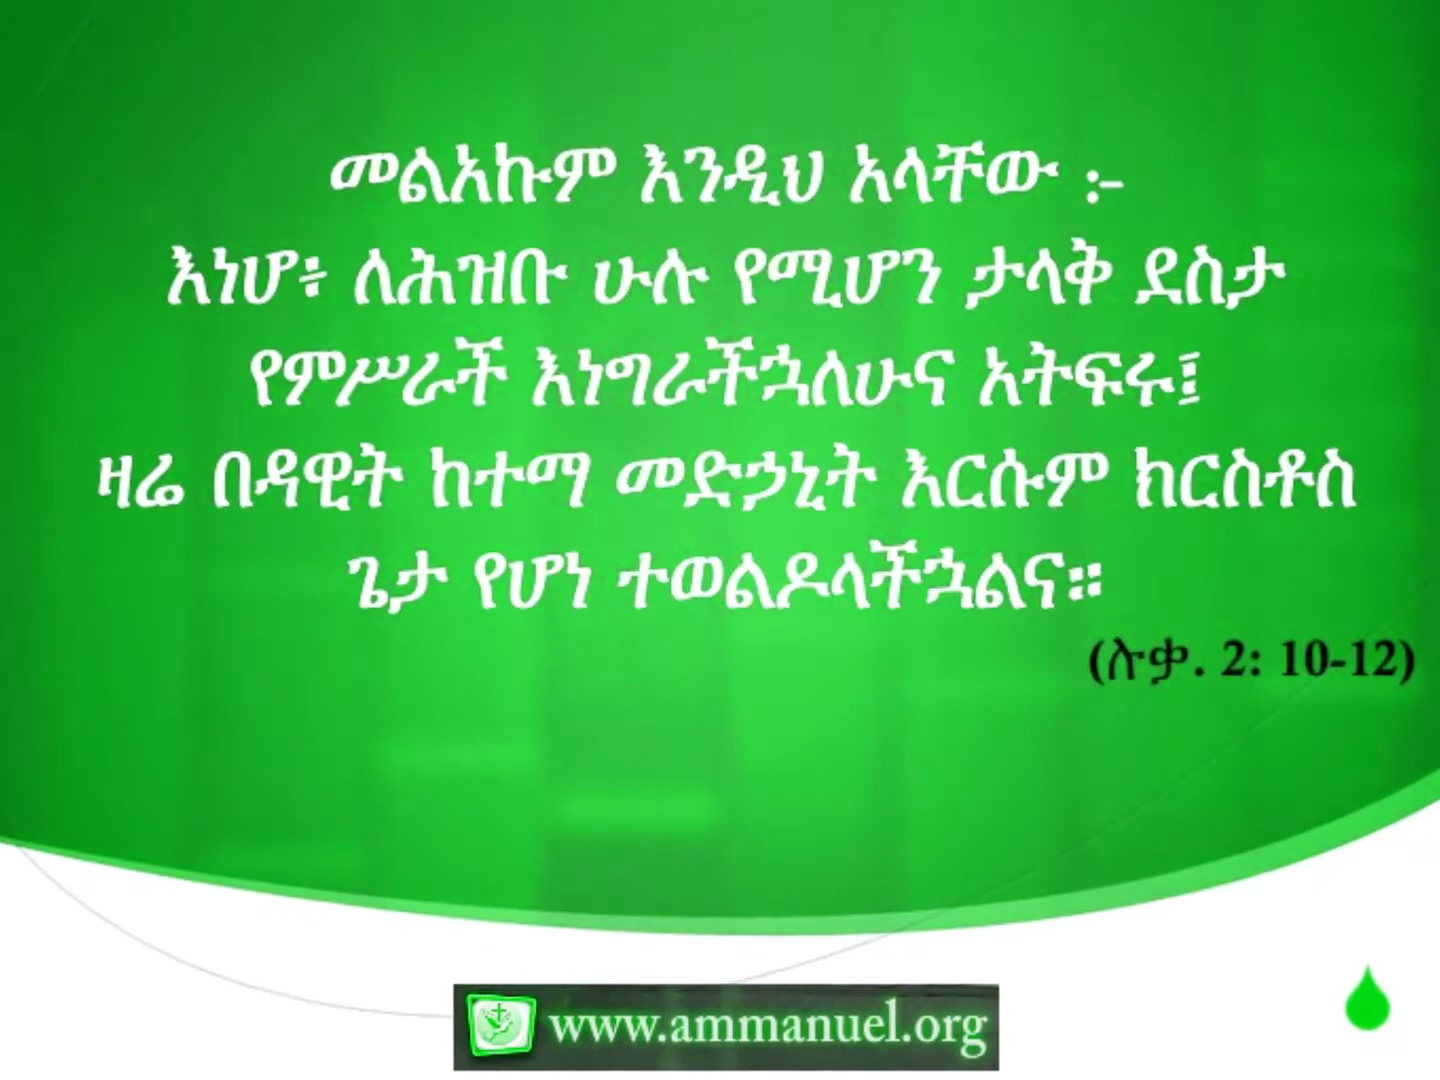 መልአኩም እንዲህ አላቸው ፦
እነሆ፥ ለሕዝቡ ሁሉ የሚሆን ታላቅ ደስታ
የምሥራች እነግራችኋለሁና አትፍሩ፤
ዛሬ በዳዊት ከተማ መድኃኒት እርሱም ክርስቶስ
ጌታ የሆነ ተወልዶላችኋልና።
(ሉቃ. 2: 10-12)
www.ammanuel.org